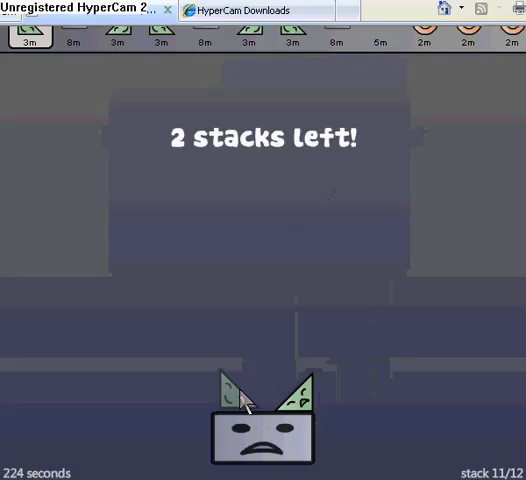 Unregistered HyperCam 2...
HyperCam Downloads
3m 8m 3m 3m 8m 3m 3m 8m 5m 2m 2m 2m
2 stacks left!
224 seconds
stack 11/12